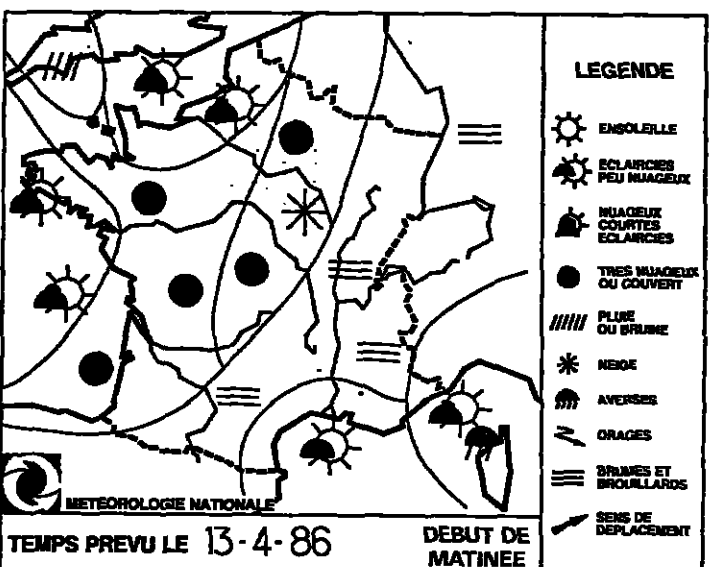 LEGENDE
ENSOLEILLE
ECLAIRCIES
PEU NUAGEUX
NUAGEUX
COURTES
ECLAIRCIES
TRES NUAGEUX
OU COUVERT
PLUIE
OU BRUINE
NEIGE
AVERSES
ORAGES
BRUMES ET
BROUILLARDS
SENS DE
DEPLACEMENT
METEOROLOGIE NATIONALE
TEMPS PREVU LE 13-4-86 DEBUT DE
MATINEE